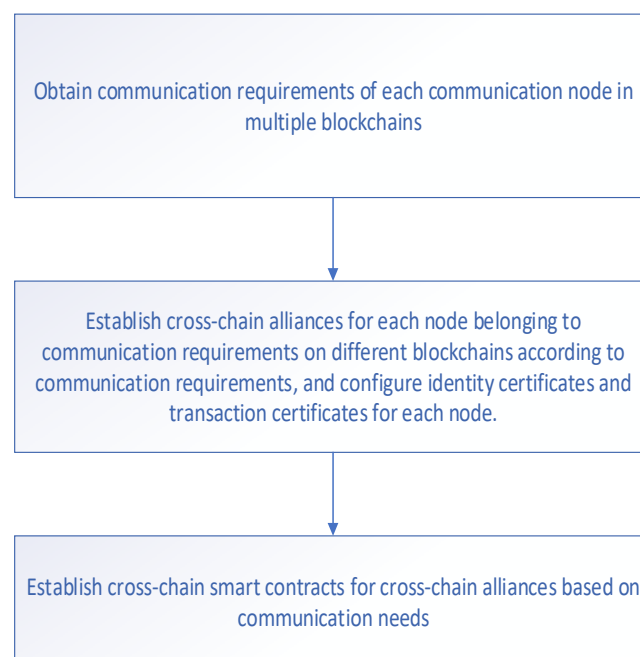 Obtain communication requirements of each communication node in
multiple blockchains
Establish cross-chain alliances for each node belonging to
communication requirements on different blockchains according to
communication requirements, and configure identity certificates and
transaction certificates for each node.
Establish cross-chain smart contracts for cross-chain alliances based on
communication needs